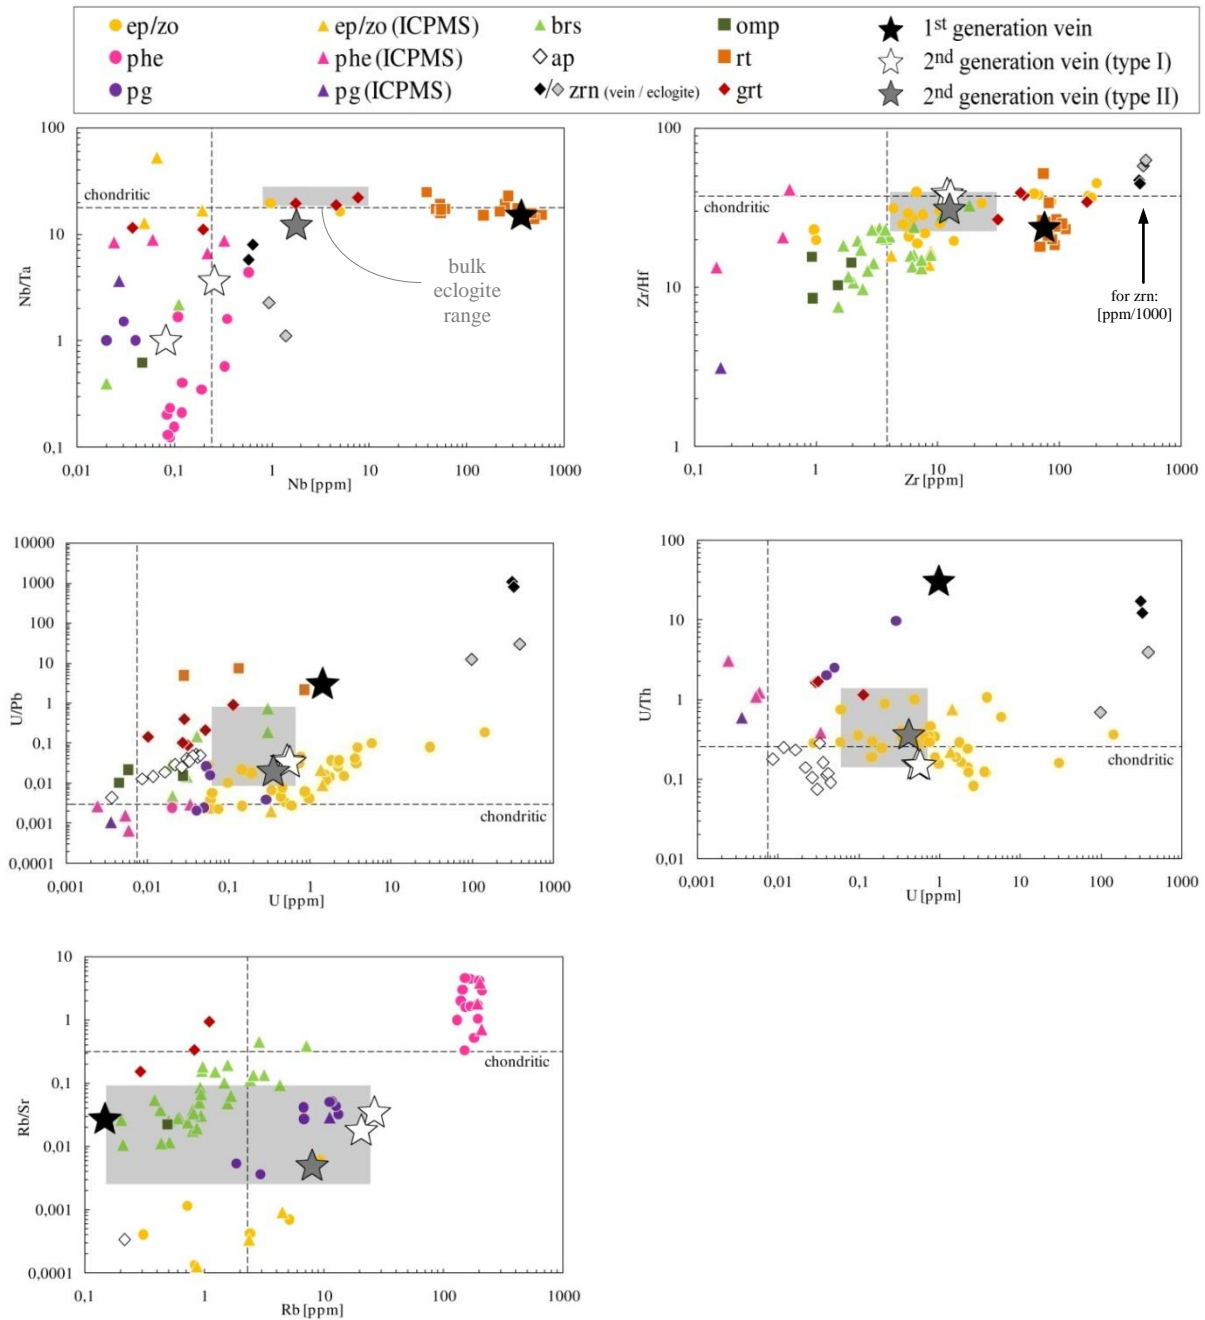 ep/zo ep/zo (ICPMS) brs omp 1st generation vein
phe phe (ICPMS) ap rt 2nd generation vein (type I)
pg pg (ICPMS) zrn (vein / eclogite) grt 2nd generation vein (type II)
100
10
1
0,1
Nb/Ta
chondritic
bulk
eclogite
range
0,01 0,1 1 10 100 1000
Nb [ppm]
100
10
1
Zr/Hf
chondritic
for zrn:
[ppm/1000]
0,1 1 10 100 1000
Zr [ppm]
10000
1000
100
10
1
0,1
0,01
0,001
0,0001
U/Pb
chondritic
0,001 0,01 0,1 1 10 100 1000
U [ppm]
100
10
1
0,1
0,01
U/Th
chondritic
0,001 0,01 0,1 1 10 100 1000
U [ppm]
10
1
0,1
0,01
0,001
0,0001
Rb/Sr
chondritic
0,1 1 10 100 1000
Rb [ppm]